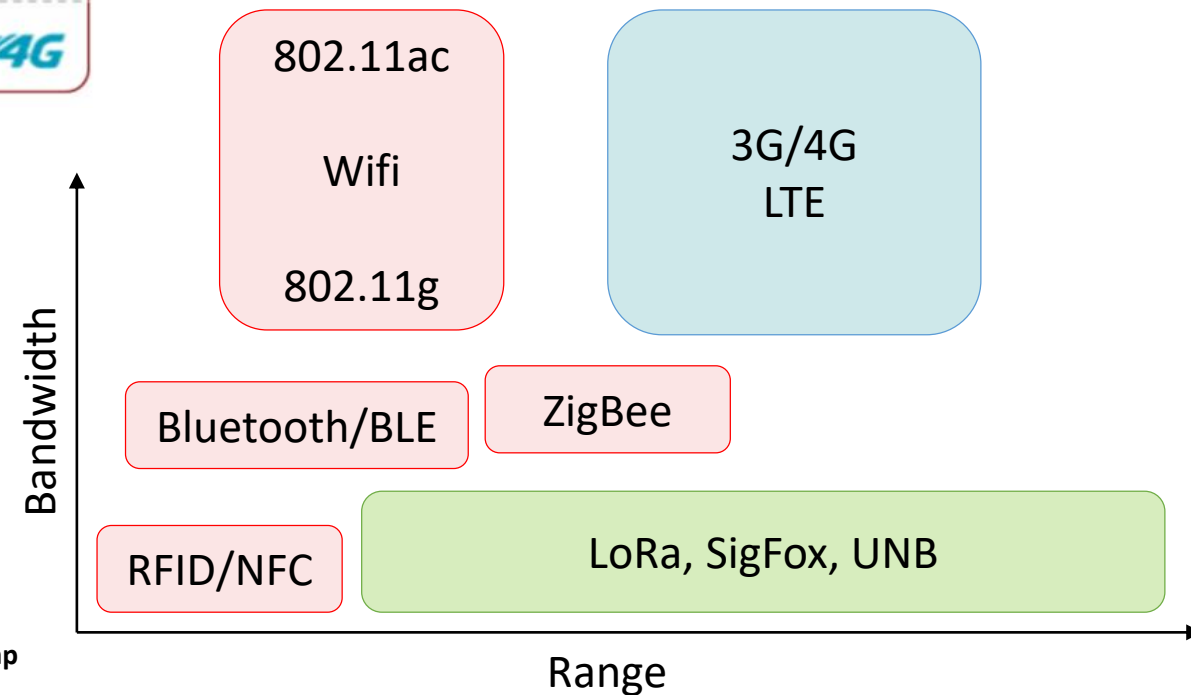 4G
802.11ac
Wifi
802.11g
3G/4G
LTE
Bandwidth
Bluetooth/BLE
ZigBee
RFID/NFC
LoRa, SigFox, UNB
Range